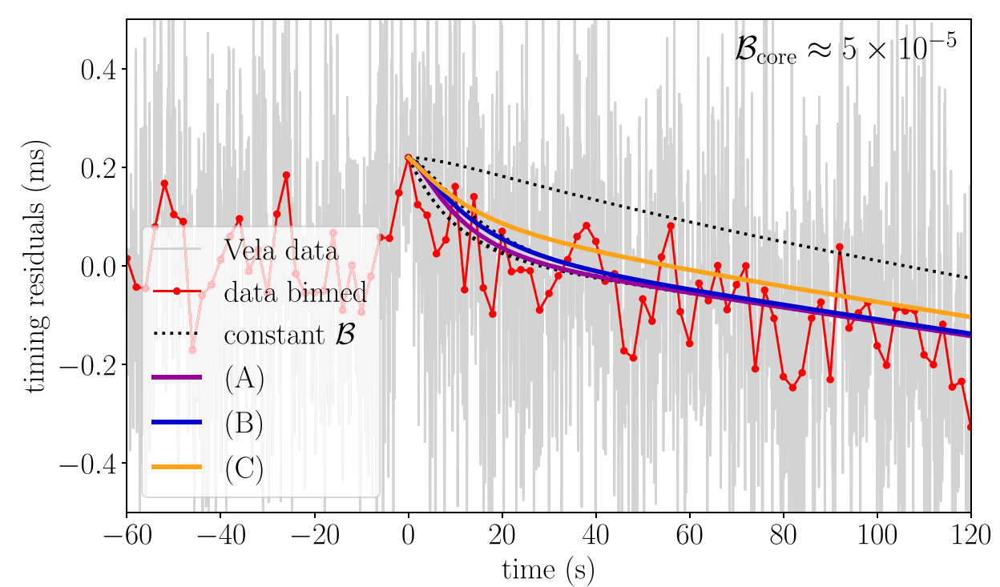 ℬcore ≈ 5 × 10−5
0.4
0.2
0.0
−0.2
−0.4
timing residuals (ms)
Vela data
data binned
constant ℬ
(A)
(B)
(C)
−60 −40 −20 0 20 40 60 80 100 120
time (s)